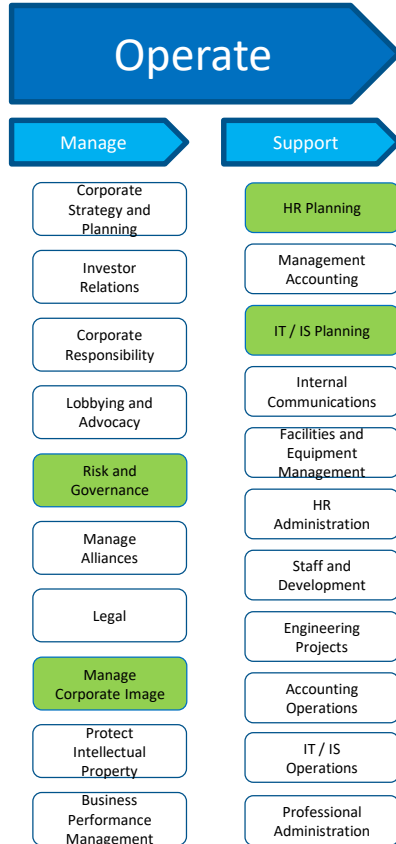 Operate
Manage
Support
Corporate
Strategy and
Planning
Investor
Relations
Corporate
Responsibility
Lobbying and
Advocacy
Risk and
Governance
Manage
Alliances
Legal
Manage
Corporate Image
Protect
Intellectual
Property
Business
Performance
Management
HR Planning
Management
Accounting
IT / IS Planning
Internal
Communications
Facilities and
Equipment
Management
HR
Administration
Staff and
Development
Engineering
Projects
Accounting
Operations
IT / IS
Operations
Professional
Administration